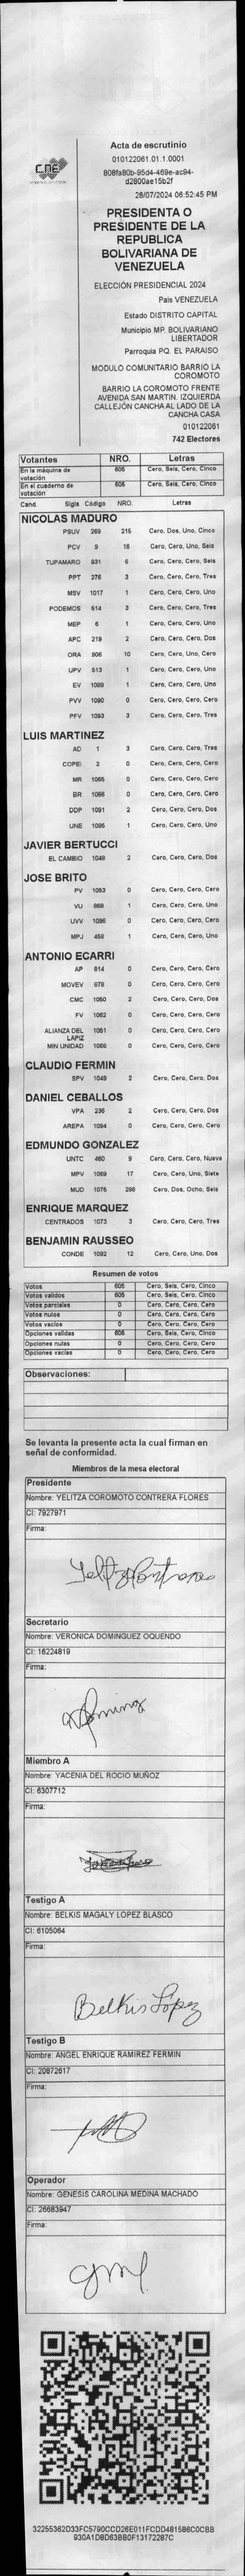 CNE
Acta de escrutinio
010122061.01.1.0001
808fa80b-95d4-469e-ac94-
d2800ae15b2f
28/07/2024 06:52:45 PM
PRESIDENTA O
PRESIDENTE DE LA
REPUBLICA
BOLIVARIANA DE
VENEZUELA
ELECCIÓN PRESIDENCIAL 2024
Pais VENEZUELA
Estado DISTRITO CAPITAL
Municipio MP. BOLIVARIANO
LIBERTADOR
Parroquia PQ. EL PARAISO
MODULO COMUNITARIO BARRIO LA
COROMOTO
BARRIO LA COROMOTO FRENTE
AVENIDA SAN MARTIN. IZQUIERDA
CALLEJÓN CANCHA AL LADO DE LA
CANCHA CASA
010122061
742 Electores
Votantes NRO. Letras
En la máquina de votación 605 Cero, Seis, Cero, Cinco
En el cuaderno de votación 605 Cero, Seis, Cero, Cinco
Cand. Sigla Código NRO. Letras
NICOLAS MADURO
PSUV 269 215 Cero, Dos, Uno, Cinco
PCV 9 16 Cero, Cero, Uno, Seis
TUPAMARO 931 6 Cero, Cero, Cero, Seis
PPT 276 3 Cero, Cero, Cero, Tres
MSV 1017 1 Cero, Cero, Cero, Uno
PODEMOS 514 3 Cero, Cero, Cero, Tres
MEP 6 1 Cero, Cero, Cero, Uno
APC 219 2 Cero, Cero, Cero, Dos
ORA 906 10 Cero, Cero, Uno, Cero
UPV 513 1 Cero, Cero, Cero, Uno
EV 1089 1 Cero, Cero, Cero, Uno
PVV 1090 0 Cero, Cero, Cero, Cero
PFV 1093 3 Cero, Cero, Cero, Tres
LUIS MARTINEZ
AD 1 3 Cero, Cero, Cero, Tres
COPEI 2 0 Cero, Cero, Cero, Cero
MR 1065 0 Cero, Cero, Cero, Cero
BR 1066 0 Cero, Cero, Cero, Cero
DDP 1091 2 Cero, Cero, Cero, Dos
UNE 1095 1 Cero, Cero, Cero, Uno
JAVIER BERTUCCI
EL CAMBIO 1048 2 Cero, Cero, Cero, Dos
JOSE BRITO
PV 1053 0 Cero, Cero, Cero, Cero
VU 868 1 Cero, Cero, Cero, Uno
UVV 1096 0 Cero, Cero, Cero, Cero
MPJ 458 1 Cero, Cero, Cero, Uno
ANTONIO ECARRI
AP 914 0 Cero, Cero, Cero, Cero
MOVEV 878 0 Cero, Cero, Cero, Cero
CMC 1050 2 Cero, Cero, Cero, Dos
FV 1062 0 Cero, Cero, Cero, Cero
ALIANZA DEL LAPIZ 1051 0 Cero, Cero, Cero, Cero
MIN UNIDAD 1068 0 Cero, Cero, Cero, Cero
CLAUDIO FERMIN
SPV 1049 2 Cero, Cero, Cero, Dos
DANIEL CEBALLOS
VPA 236 2 Cero, Cero, Cero, Dos
AREPA 1094 0 Cero, Cero, Cero, Cero
EDMUNDO GONZALEZ
UNTC 460 9 Cero, Cero, Cero, Nueve
MPV 1069 17 Cero, Cero, Uno, Siete
MUD 1075 286 Cero, Dos, Ocho, Seis
ENRIQUE MARQUEZ
CENTRADOS 1073 3 Cero, Cero, Cero, Tres
BENJAMIN RAUSSEO
CONDE 1092 12 Cero, Cero, Uno, Dos
Resumen de votos
Votos 605 Cero, Seis, Cero, Cinco
Votos validos 605 Cero, Seis, Cero, Cinco
Votos parciales 0 Cero, Cero, Cero, Cero
Votos nulos 0 Cero, Cero, Cero, Cero
Votos vacios 0 Cero, Cero, Cero, Cero
Opciones validas 605 Cero, Seis, Cero, Cinco
Opciones nulas 0 Cero, Cero, Cero, Cero
Opciones vacias 0 Cero, Cero, Cero, Cero
Observaciones:
Se levanta la presente acta la cual firman en
señal de conformidad.
Miembros de la mesa electoral
Presidente
Nombre: YELITZA COROMOTO CONTRERA FLORES
CI: 7927971
Firma:
Secretario
Nombre: VERONICA DOMINGUEZ OQUENDO
CI: 16224819
Firma:
Miembro A
Nombre: YACENIA DEL ROCIO MUÑOZ
CI: 6307712
Firma:
Testigo A
Nombre: BELKIS MAGALY LOPEZ BLASCO
CI: 6105064
Firma:
Belkis Lopez
Testigo B
Nombre: ANGEL ENRIQUE RAMIREZ FERMIN
CI: 20872617
Firma:
Operador
Nombre: GENESIS CAROLINA MEDINA MACHADO
CI: 26683947
Firma:
32255362D33FC5790CCD26E011FCDD481586C0CBB
930A1D8D63BB0F13172287C